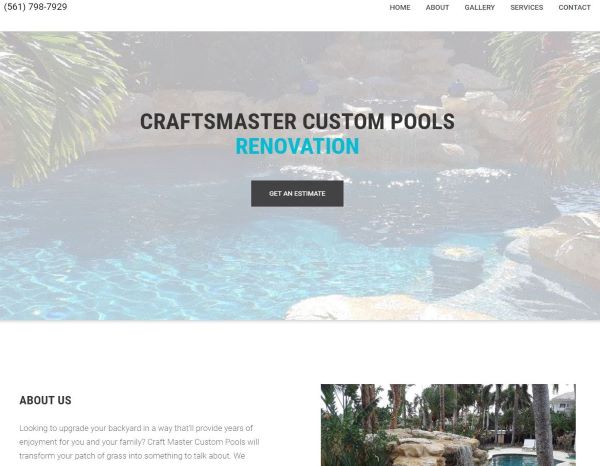 (561) 798-7929
HOME ABOUT GALLERY SERVICES CONTACT
CRAFTSMASTER CUSTOM POOLS
RENOVATION
GET AN ESTIMATE
ABOUT US
Looking to upgrade your backyard in a way that'll provide years of
enjoyment for you and your family? Craft Master Custom Pools will
transform your patch of grass into something to talk about. We